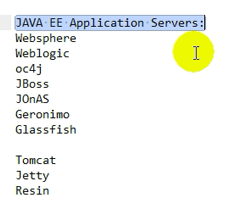 JAVA EE Application Servers:
Websphere
Weblogic
oc4j
JBoss
JOnAS
Geronimo
Glassfish
Tomcat
Jetty
Resin